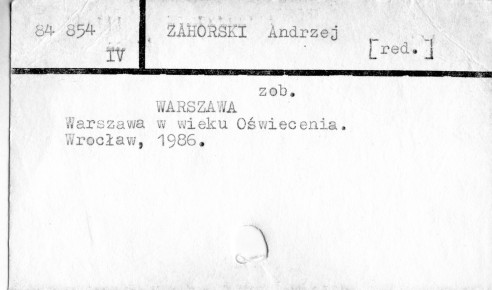 84 854 ZAHORSKI Andrzej
IV [red.]
zob.
WARSZAWA
Warszawa w wieku Oświecenia.
Wrocław, 1986.